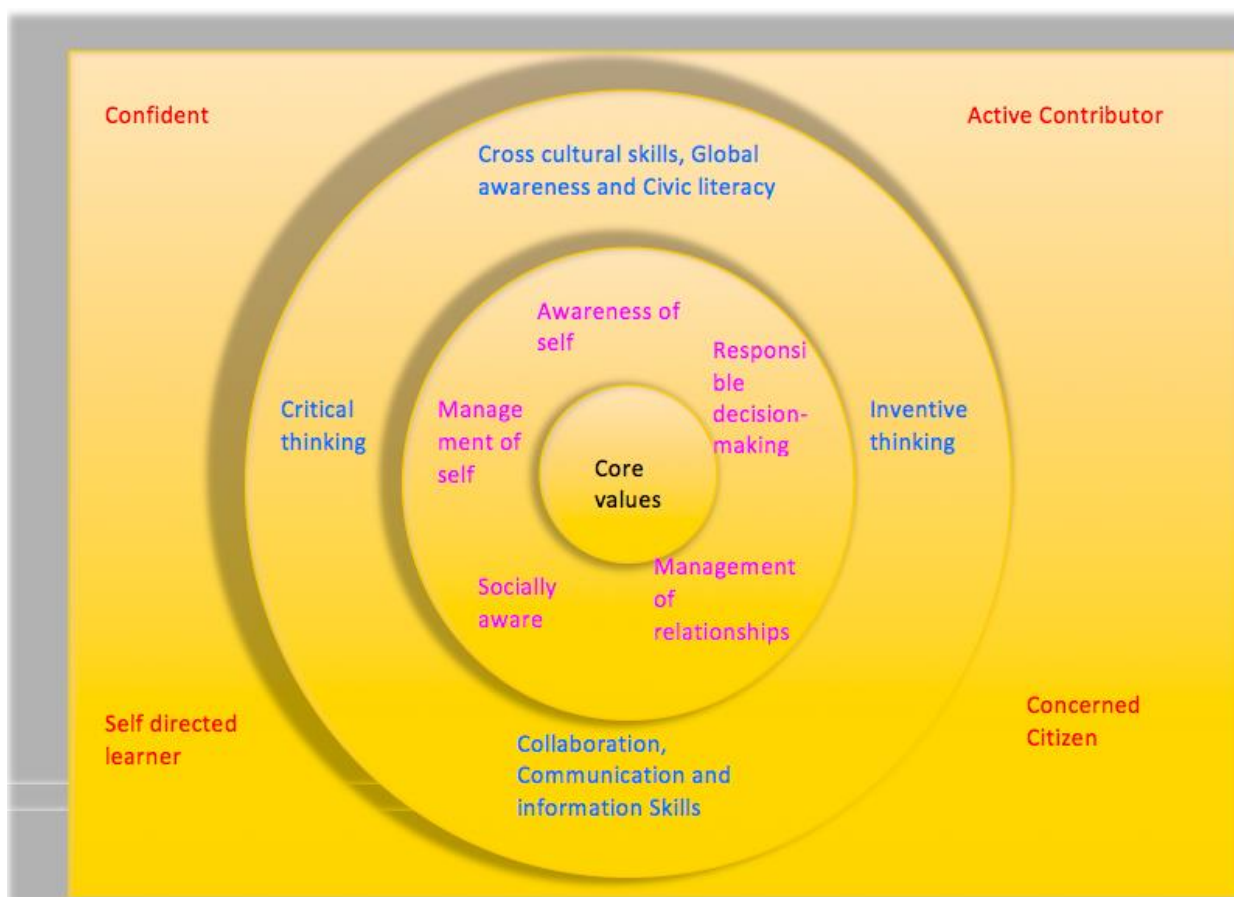 Confident
Active Contributor
Cross cultural skills, Global
awareness and Civic literacy
Awareness of
self
Responsi
ble
decision-
making
Critical
thinking
Manage
ment of
self
Inventive
thinking
Core
values
Socially
aware
Management
of
relationships
Self directed
learner
Concerned
Citizen
Collaboration,
Communication and
information Skills